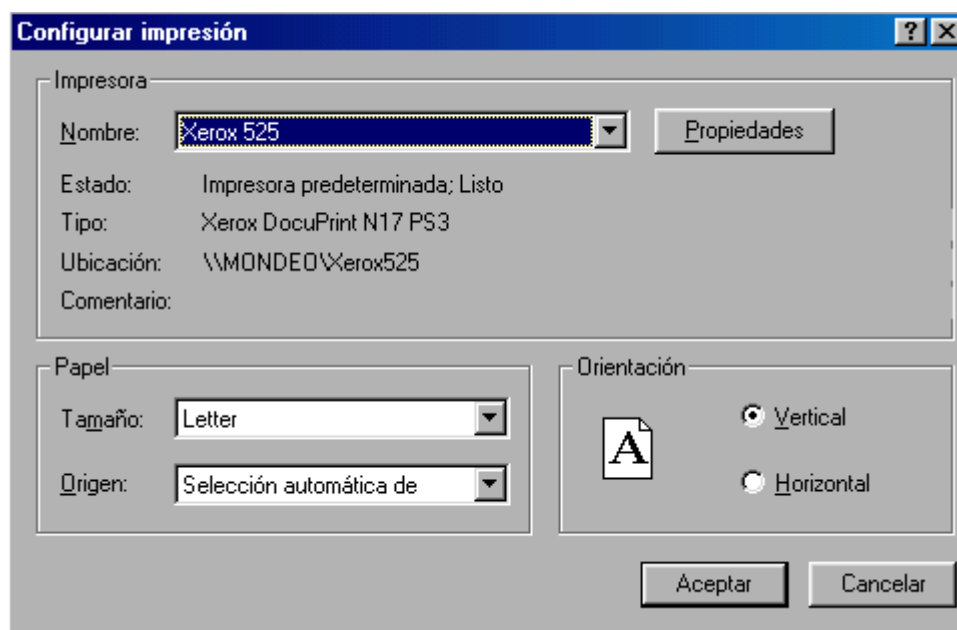 Configurar impresión
Impresora
Nombre: Xerox 525 Propiedades
Estado: Impresora predeterminada; Listo
Tipo: Xerox DocuPrint N17 PS3
Ubicación: \\MONDEO\Xerox525
Comentario:
Papel
Tamaño: Letter
Origen: Selección automática de
Orientación
A
Vertical
Horizontal
Aceptar Cancelar